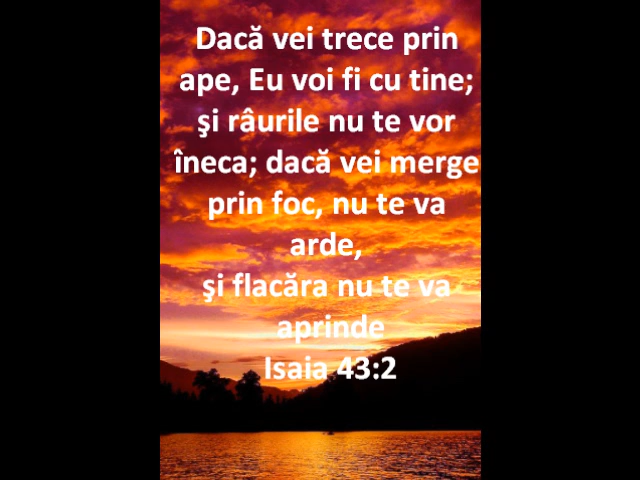 Dacă vei trece prin
ape, Eu voi fi cu tine;
şi râurile nu te vor
îneca; dacă vei merge
prin foc, nu te va
arde,
şi flacăra nu te va
aprinde
Isaia 43:2